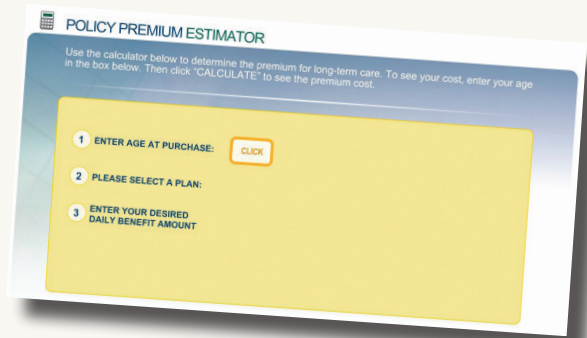 POLICY PREMIUM ESTIMATOR
Use the calculator below to determine the premium for long-term care. To see your cost, enter your age
in the box below. Then click “CALCULATE” to see the premium cost.
1 ENTER AGE AT PURCHASE: CLICK
2 PLEASE SELECT A PLAN:
3 ENTER YOUR DESIRED
DAILY BENEFIT AMOUNT